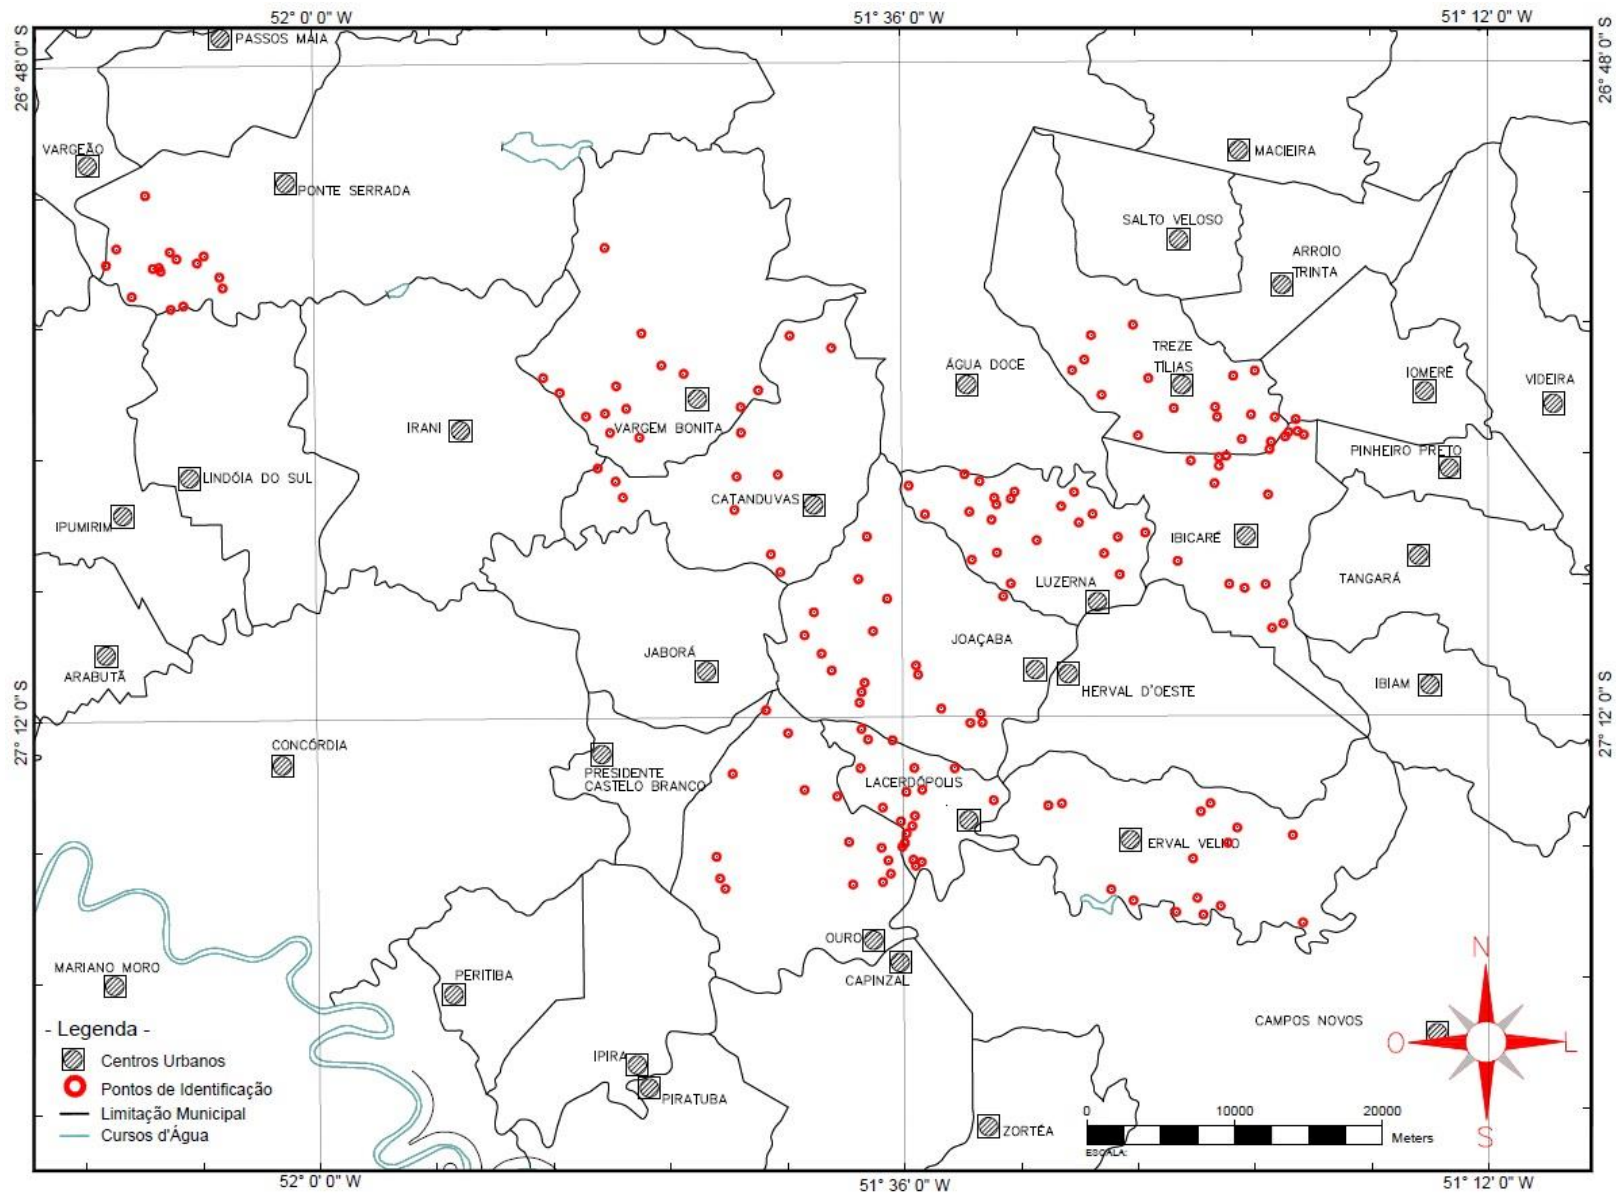 52° 0' 0" W
51° 36' 0" W
51° 12' 0" W
26° 48' 0" S
26° 48' 0" S
PASSOS MAIA
VARGEÃO
MACIEIRA
PONTE SERRADA
SALTO VELOSO
ARROIO
TRINTA
TREZE
TÍLIAS
ÁGUA DOCE
IOMERÊ
VIDEIRA
IRANI
VARGEM BONITA
PINHEIRO PRETO
LINDÓIA DO SUL
CATANDUVAS
IPUMIRIM
IBICARÉ
TANGARÁ
LUZERNA
JOAÇABA
JABORÁ
ARABUTÃ
HERVAL D'OESTE
IBIAM
27° 12' 0" S
27° 12' 0" S
CONCÓRDIA
PRESIDENTE
CASTELO BRANCO
LACERDÓPOLIS
ERVAL VELHO
OURO
CAPINZAL
MARIANO MORO
PERITIBA
CAMPOS NOVOS
N
O
L
S
- Legenda -
Centros Urbanos
Pontos de Identificação
Limitação Municipal
Cursos d'Água
IPIRA
PIRATUBA
ZORTÉA
0
10000
20000
Meters
ESCALA:
52° 0' 0" W
51° 36' 0" W
51° 12' 0" W